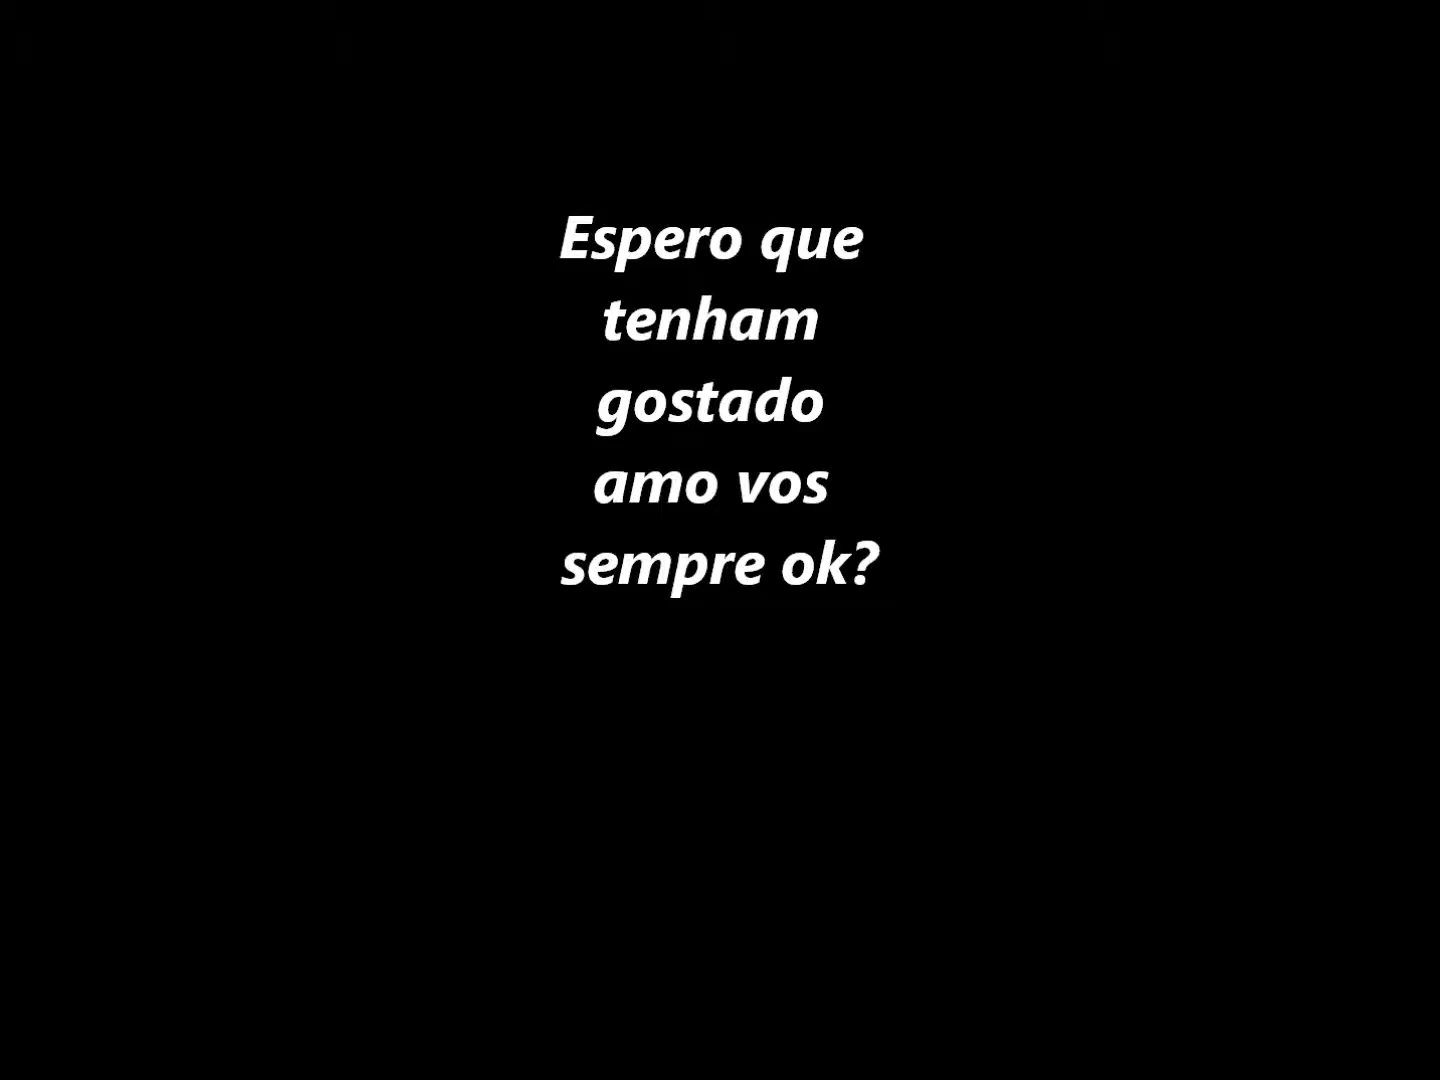 Espero que
tenham
gostado
amo vos
sempre ok?